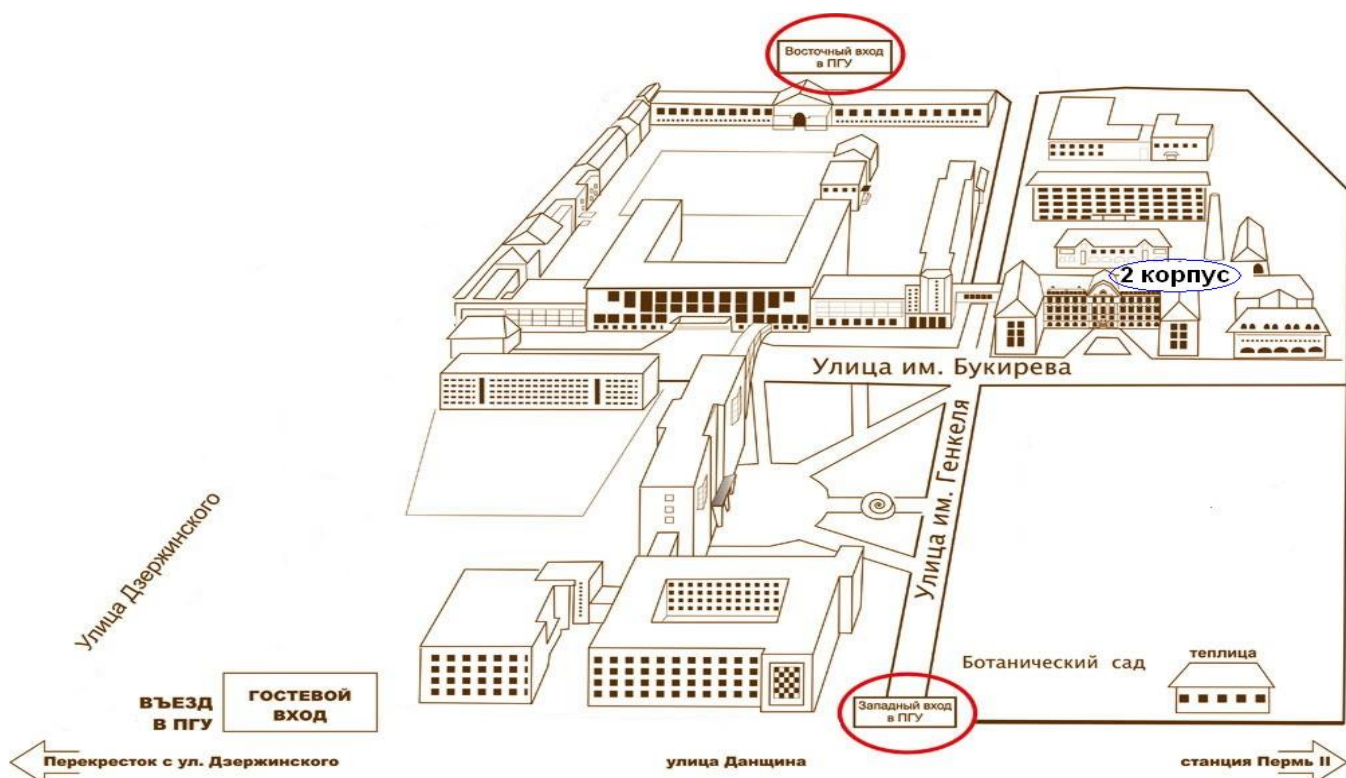 Восточный вход
в ПГУ
2 корпус
Улица им. Букирева
Улица им. Генкеля
Улица Дзержинского
Ботанический сад
теплица
ВЪЕЗД
В ПГУ
ГОСТЕВОЙ
ВХОД
Западный вход
в ПГУ
Перекресток с ул. Дзержинского
улица Данщина
станция Пермь II